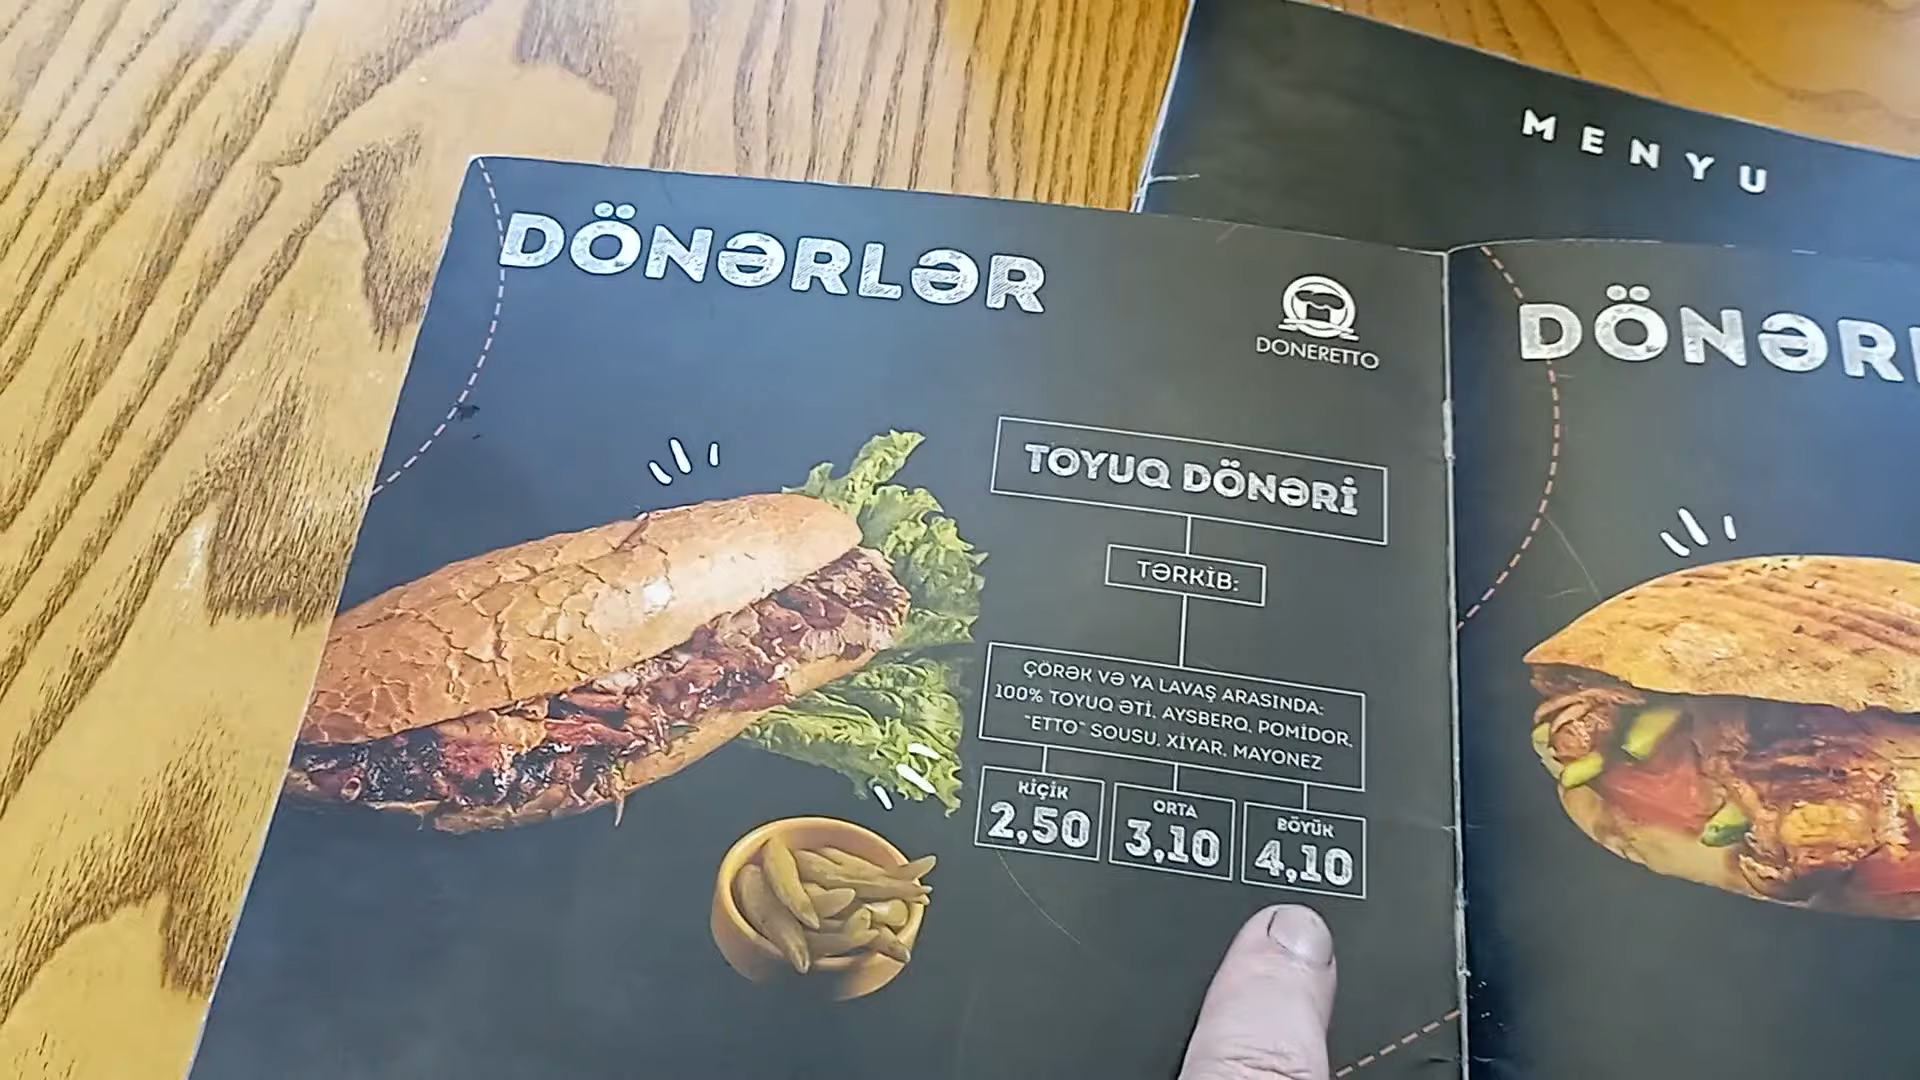 MENYU
DÖNƏRLƏR
DONERETTO
TOYUQ DÖNƏRİ
TƏRKİB:
ÇÖRƏK VƏ YA LAVAŞ ARASINDA:
100% TOYUQ ƏTİ, AYSBERQ, POMİDOR,
"ETTO" SOUSU, XİYAR, MAYONEZ
KİÇİK
2,50
ORTA
3,10
BÖYÜK
4,10
DÖNƏR